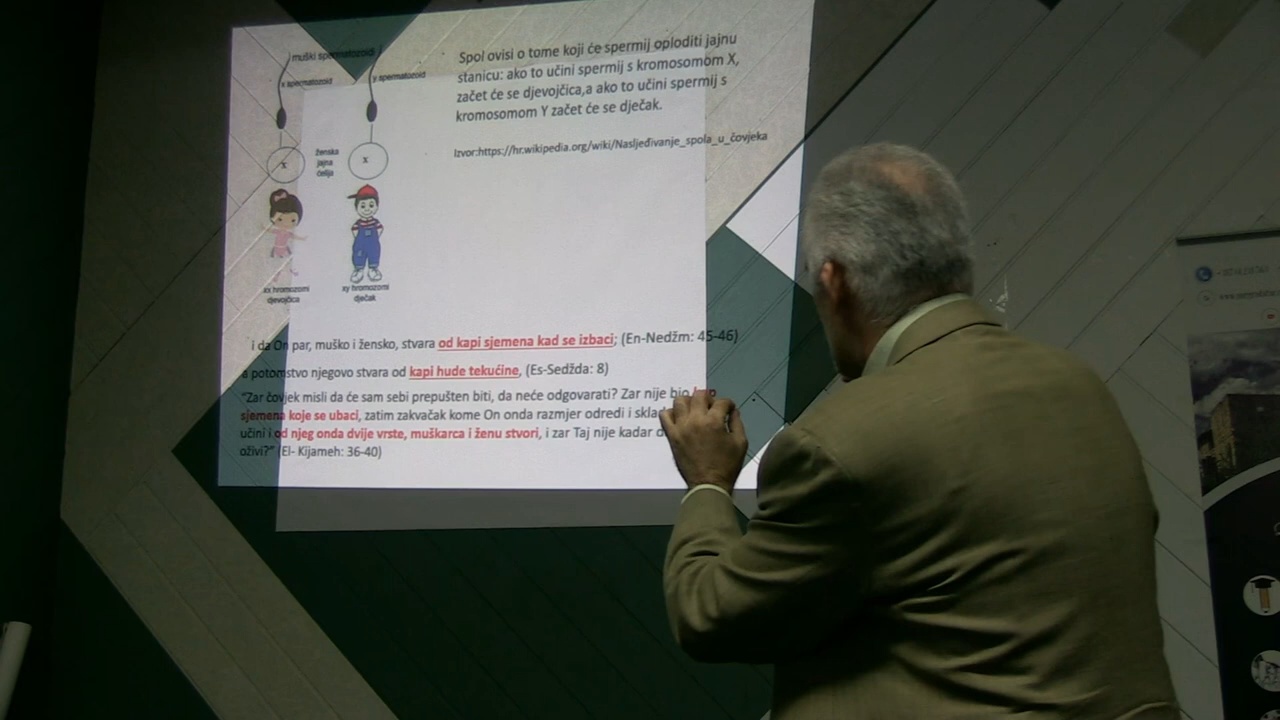 muški spermatozoidi
x spermatozoid
y spermatozoid
ženska
jajna
ćelija
x
x
xx hromozomi
djevojčica
xy hromozomi
dječak
Spol ovisi o tome koji će spermij oploditi jajnu
stanicu: ako to učini spermij s kromosomom X,
začet će se djevojčica,a ako to učini spermij s
kromosomom Y začet će se dječak.
Izvor:https://hr.wikipedia.org/wiki/Nasljeđivanje_spola_u_čovjeka
i da On par, muško i žensko, stvara od kapi sjemena kad se izbaci; (En-Nedžm: 45-46)
a potomstvo njegovo stvara od kapi hude tekućine, (Es-Sedžda: 8)
“Zar čovjek misli da će sam sebi prepušten biti, da neće odgovarati? Zar nije bio
sjemena koje se ubaci, zatim zakvačak kome On onda razmjer odredi i
učini i od njeg onda dvije vrste, muškarca i ženu stvori, i zar Taj nije kadar
oživi?” (El- Kijameh: 36-40)